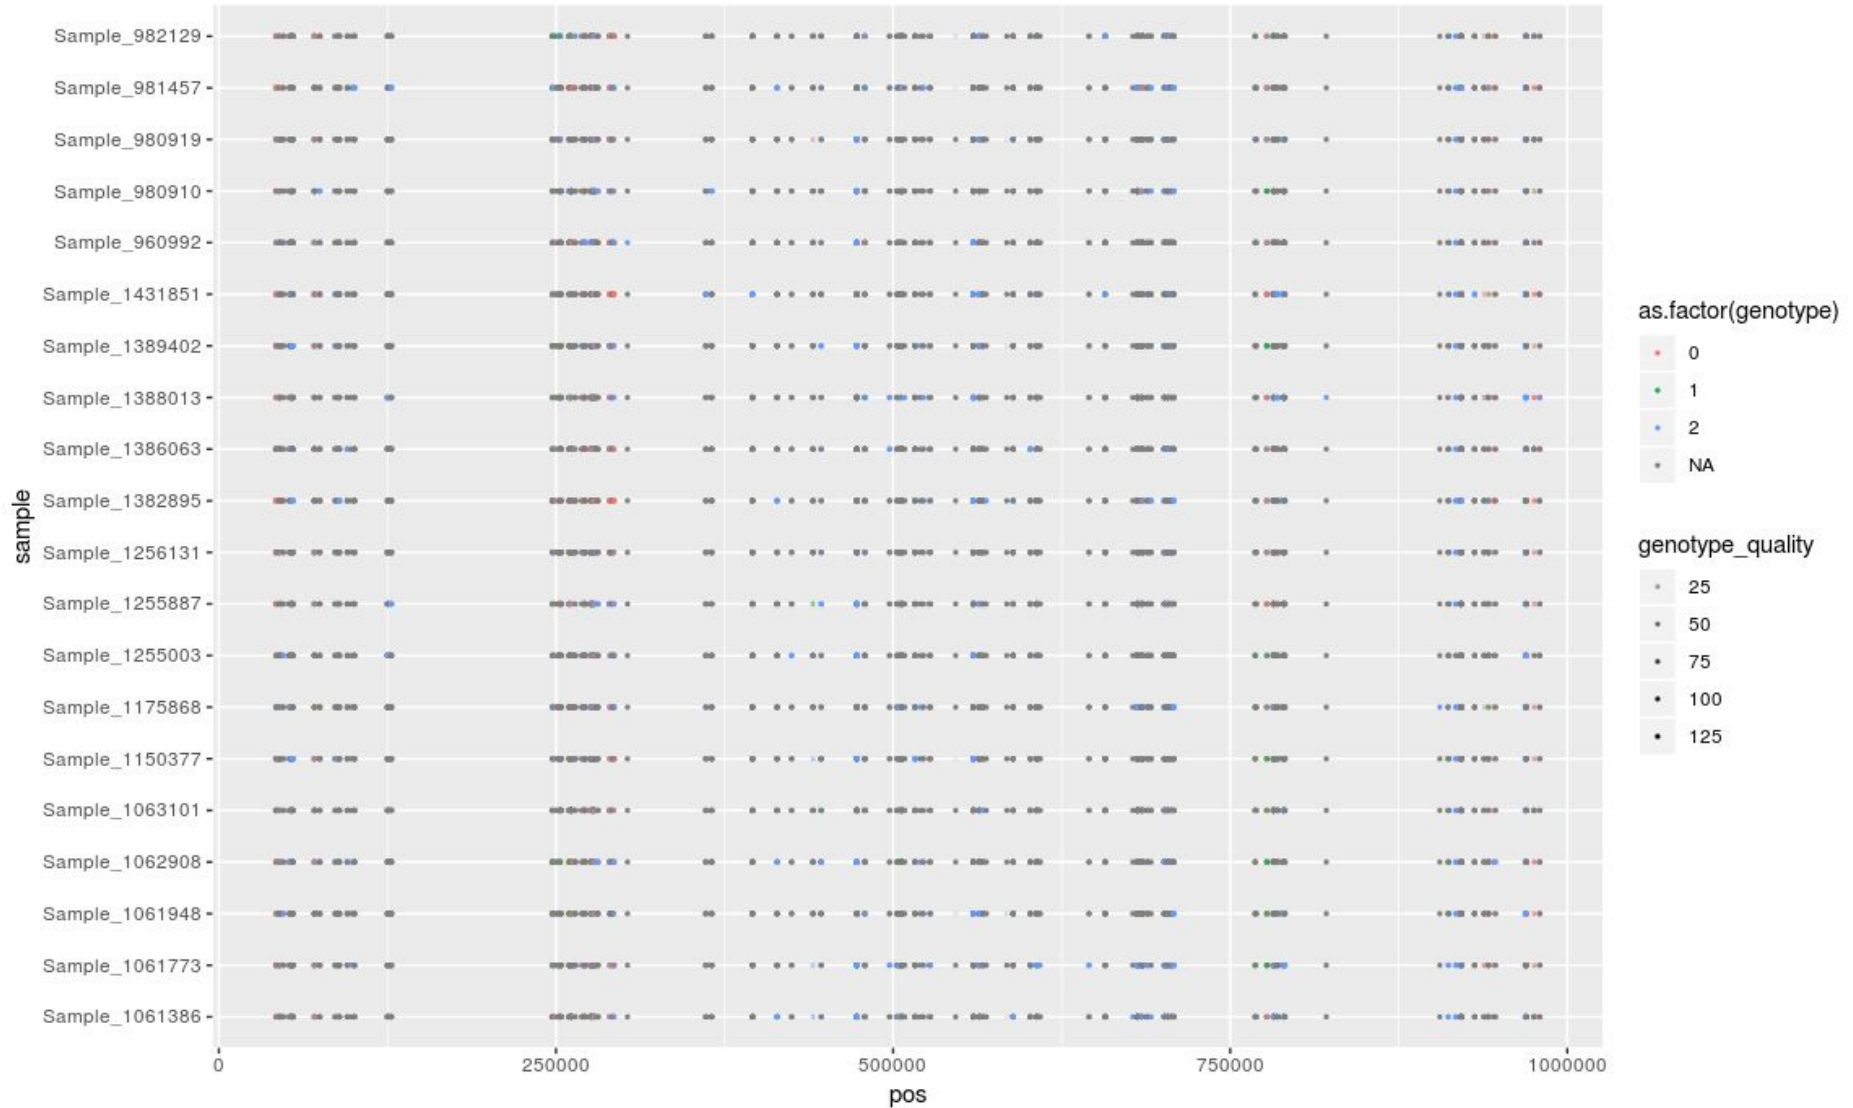 Sample_982129
Sample_981457
Sample_980919
Sample_980910
Sample_960992
Sample_1431851
Sample_1389402
Sample_1388013
Sample_1386063
Sample_1382895
Sample_1256131
Sample_1255887
Sample_1255003
Sample_1175868
Sample_1150377
Sample_1063101
Sample_1062908
Sample_1061948
Sample_1061773
Sample_1061386
sample
0 250000 500000 750000 1000000
pos
as.factor(genotype)
0
1
2
NA
genotype_quality
25
50
75
100
125